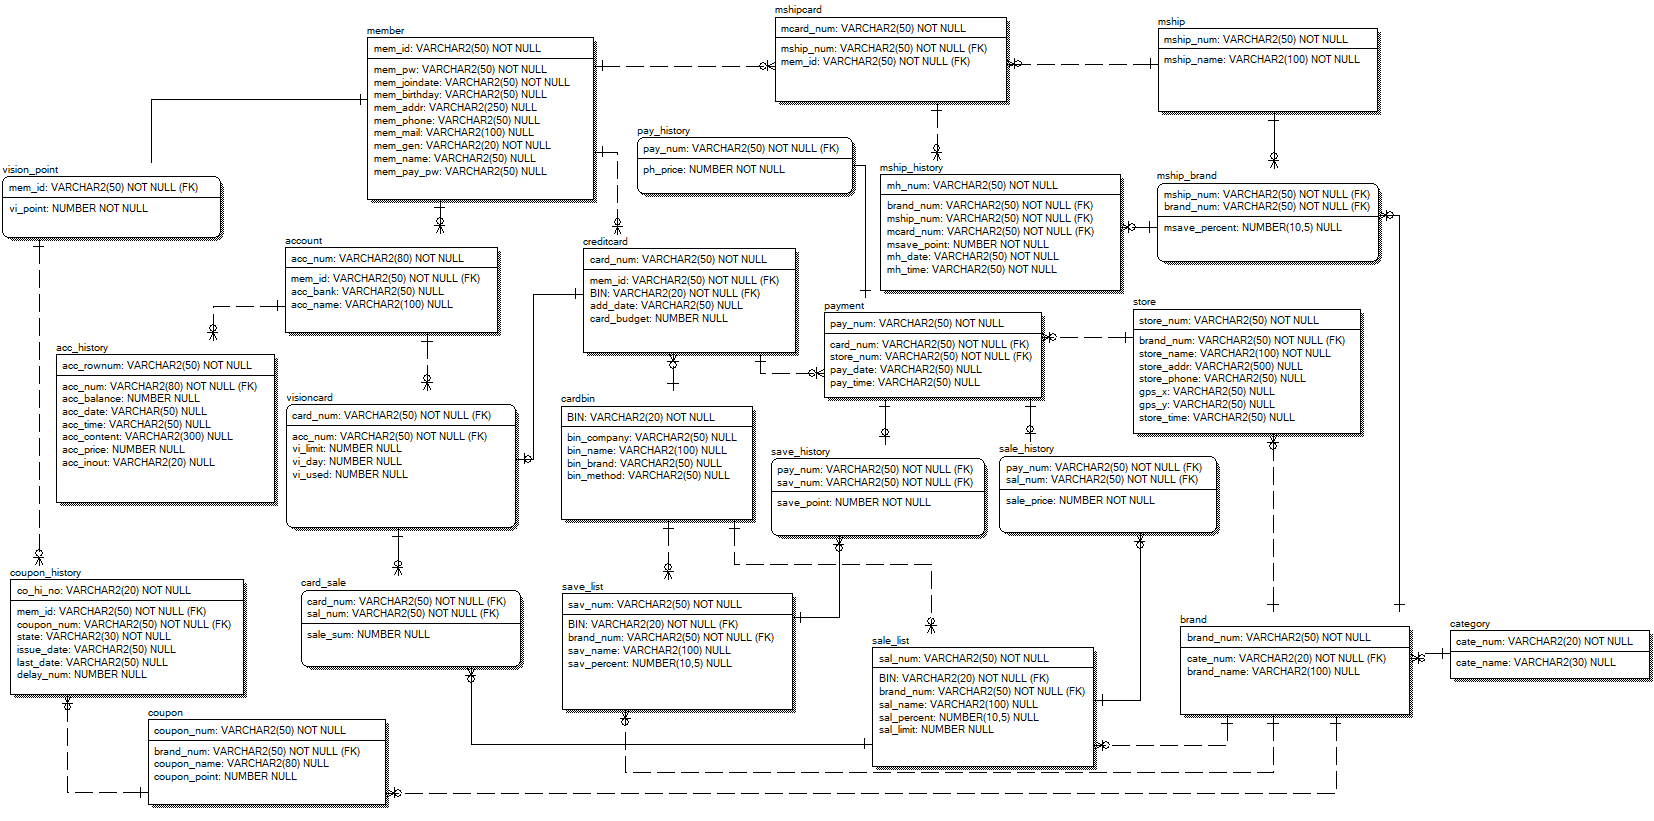 member
mem_id: VARCHAR2(50) NOT NULL
mem_pw: VARCHAR2(50) NOT NULL
mem_joindate: VARCHAR2(50) NOT NULL
mem_birthday: VARCHAR2(50) NULL
mem_addr: VARCHAR2(250) NULL
mem_phone: VARCHAR2(50) NULL
mem_mail: VARCHAR2(100) NULL
mem_gen: VARCHAR2(20) NOT NULL
mem_name: VARCHAR2(50) NULL
mem_pay_pw: VARCHAR2(50) NULL
mshipcard
mcard_num: VARCHAR2(50) NOT NULL
mship_num: VARCHAR2(50) NOT NULL (FK)
mem_id: VARCHAR2(50) NOT NULL (FK)
mship
mship_num: VARCHAR2(50) NOT NULL
mship_name: VARCHAR2(100) NOT NULL
pay_history
pay_num: VARCHAR2(50) NOT NULL (FK)
ph_price: NUMBER NOT NULL
vision_point
mem_id: VARCHAR2(50) NOT NULL (FK)
vi_point: NUMBER NOT NULL
mship_history
mh_num: VARCHAR2(50) NOT NULL
brand_num: VARCHAR2(50) NOT NULL (FK)
mship_num: VARCHAR2(50) NOT NULL (FK)
mcard_num: VARCHAR2(50) NOT NULL (FK)
msave_point: NUMBER NOT NULL
mh_date: VARCHAR2(50) NOT NULL
mh_time: VARCHAR2(50) NOT NULL
mship_brand
mship_num: VARCHAR2(50) NOT NULL (FK)
brand_num: VARCHAR2(50) NOT NULL (FK)
msave_percent: NUMBER(10,5) NULL
account
acc_num: VARCHAR2(80) NOT NULL
mem_id: VARCHAR2(50) NOT NULL (FK)
acc_bank: VARCHAR2(50) NULL
acc_name: VARCHAR2(100) NULL
creditcard
card_num: VARCHAR2(50) NOT NULL
mem_id: VARCHAR2(50) NOT NULL (FK)
BIN: VARCHAR2(20) NOT NULL (FK)
add_date: VARCHAR2(50) NULL
card_budget: NUMBER NULL
payment
pay_num: VARCHAR2(50) NOT NULL
card_num: VARCHAR2(50) NOT NULL (FK)
store_num: VARCHAR2(50) NOT NULL (FK)
pay_date: VARCHAR2(50) NULL
pay_time: VARCHAR2(50) NULL
store
store_num: VARCHAR2(50) NOT NULL
brand_num: VARCHAR2(50) NOT NULL (FK)
store_name: VARCHAR2(100) NOT NULL
store_addr: VARCHAR2(500) NULL
store_phone: VARCHAR2(50) NULL
gps_x: VARCHAR2(50) NULL
gps_y: VARCHAR2(50) NULL
store_time: VARCHAR2(50) NULL
acc_history
acc_rownum: VARCHAR2(50) NOT NULL
acc_num: VARCHAR2(80) NOT NULL (FK)
acc_balance: NUMBER NULL
acc_date: VARCHAR(50) NULL
acc_time: VARCHAR2(50) NULL
acc_content: VARCHAR2(300) NULL
acc_price: NUMBER NULL
acc_inout: VARCHAR2(20) NULL
visioncard
card_num: VARCHAR2(50) NOT NULL (FK)
acc_num: VARCHAR2(50) NOT NULL (FK)
vi_limit: NUMBER NULL
vi_day: NUMBER NULL
vi_used: NUMBER NULL
cardbin
BIN: VARCHAR2(20) NOT NULL
bin_company: VARCHAR2(50) NULL
bin_name: VARCHAR2(100) NULL
bin_brand: VARCHAR2(50) NULL
bin_method: VARCHAR2(50) NULL
save_history
pay_num: VARCHAR2(50) NOT NULL (FK)
sav_num: VARCHAR2(50) NOT NULL (FK)
save_point: NUMBER NOT NULL
sale_history
pay_num: VARCHAR2(50) NOT NULL (FK)
sal_num: VARCHAR2(50) NOT NULL (FK)
sale_price: NUMBER NOT NULL
coupon_history
co_hi_no: VARCHAR2(20) NOT NULL
mem_id: VARCHAR2(50) NOT NULL (FK)
coupon_num: VARCHAR2(50) NOT NULL (FK)
state: VARCHAR2(30) NOT NULL
issue_date: VARCHAR2(50) NULL
last_date: VARCHAR2(50) NULL
delay_num: NUMBER NULL
card_sale
card_num: VARCHAR2(50) NOT NULL (FK)
sal_num: VARCHAR2(50) NOT NULL (FK)
sale_sum: NUMBER NULL
save_list
sav_num: VARCHAR2(50) NOT NULL
BIN: VARCHAR2(20) NOT NULL (FK)
brand_num: VARCHAR2(50) NOT NULL (FK)
sav_name: VARCHAR2(100) NULL
sav_percent: NUMBER(10,5) NULL
sale_list
sal_num: VARCHAR2(50) NOT NULL
BIN: VARCHAR2(20) NOT NULL (FK)
brand_num: VARCHAR2(50) NOT NULL (FK)
sal_name: VARCHAR2(100) NULL
sal_percent: NUMBER(10,5) NULL
sal_limit: NUMBER NULL
brand
brand_num: VARCHAR2(50) NOT NULL
cate_num: VARCHAR2(20) NOT NULL (FK)
brand_name: VARCHAR2(100) NULL
category
cate_num: VARCHAR2(20) NOT NULL
cate_name: VARCHAR2(30) NULL
coupon
coupon_num: VARCHAR2(50) NOT NULL
brand_num: VARCHAR2(50) NOT NULL (FK)
coupon_name: VARCHAR2(80) NULL
coupon_point: NUMBER NULL